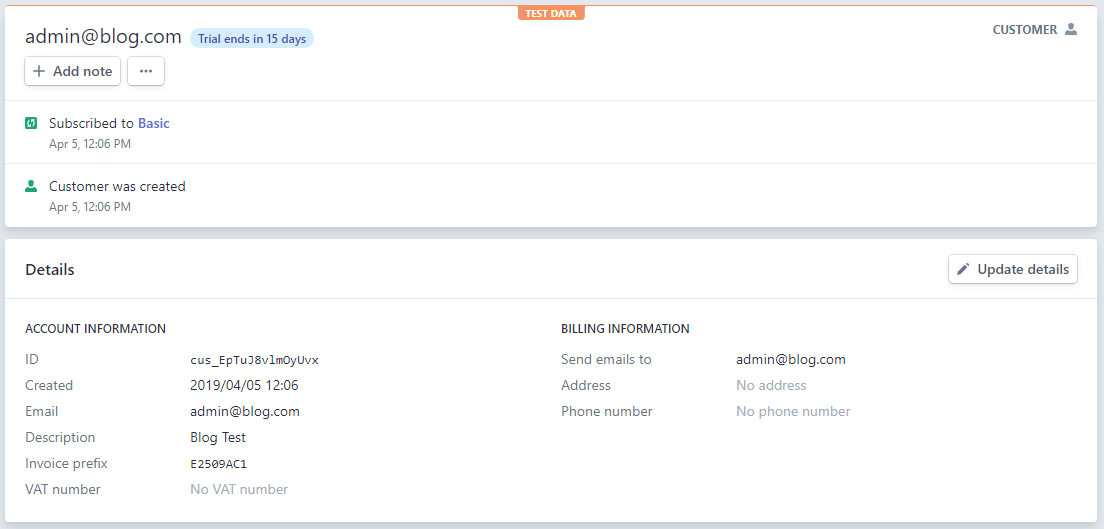 TEST DATA
admin@blog.com Trial ends in 15 days
CUSTOMER
Add note ...
Subscribed to Basic
Apr 5, 12:06 PM
Customer was created
Apr 5, 12:06 PM
Details
Update details
ACCOUNT INFORMATION
ID cus_EpTuJ8vlmOyUvx
Created 2019/04/05 12:06
Email admin@blog.com
Description Blog Test
Invoice prefix E2509AC1
VAT number No VAT number
BILLING INFORMATION
Send emails to admin@blog.com
Address No address
Phone number No phone number